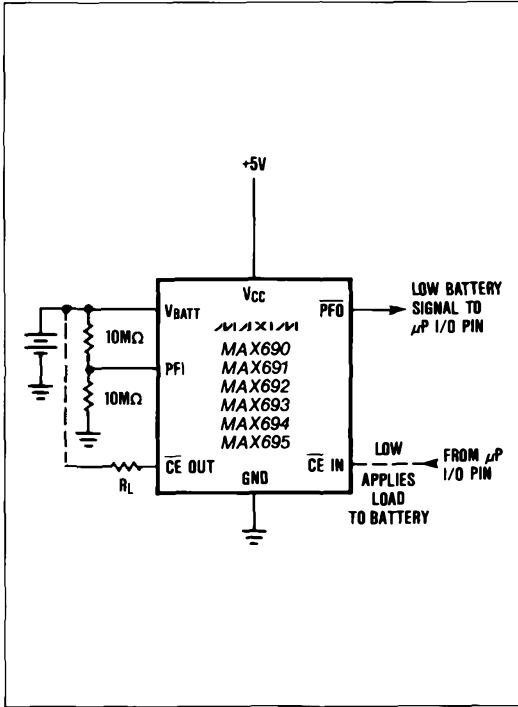 +5V
VCC
VBATT
PFO
LOW BATTERY
SIGNAL TO
μP I/O PIN
10MΩ
MAXIM
MAX690
MAX691
MAX692
MAX693
MAX694
MAX695
PFI
10MΩ
CE OUT
CE IN
LOW
APPLIES
LOAD
TO BATTERY
FROM μP
I/O PIN
RL
GND